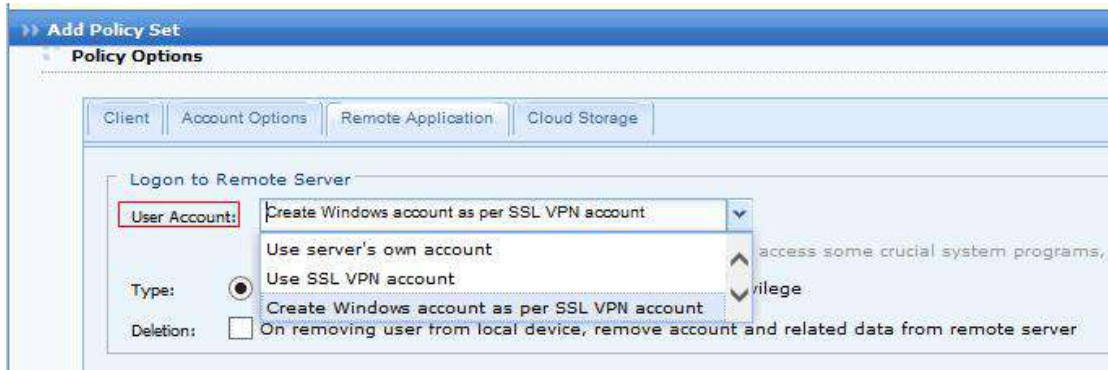 Add Policy Set
Policy Options
Client Account Options Remote Application Cloud Storage
Logon to Remote Server
User Account: Create Windows account as per SSL VPN account
Use server's own account
access some crucial system programs,
Use SSL VPN account
Type:
Create Windows account as per SSL VPN account
Deletion: On removing user from local device, remove account and related data from remote server